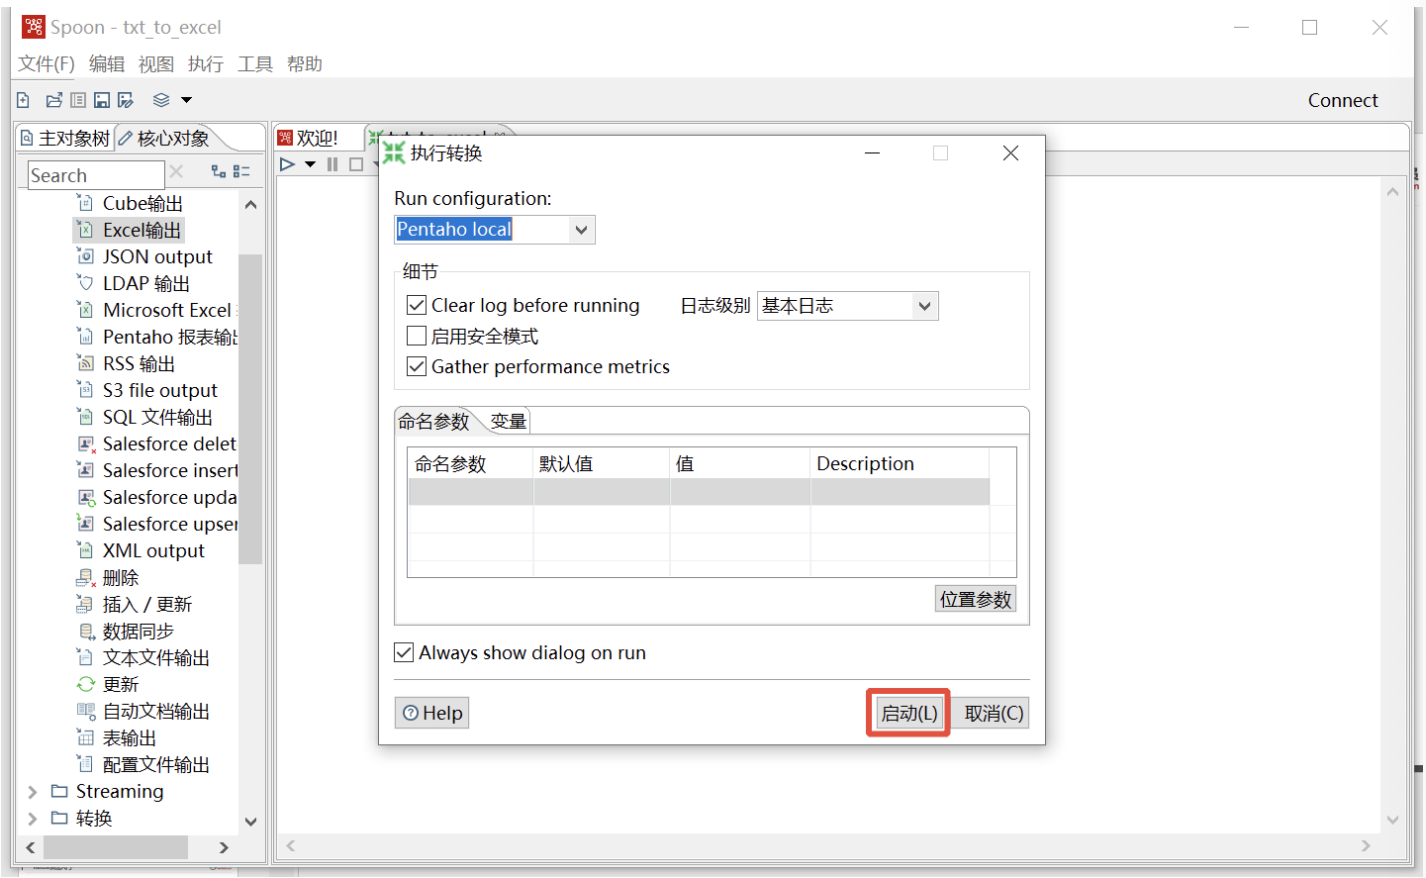 Spoon - txt_to_excel
文件(F) 编辑 视图 执行 工具 帮助
Connect
主对象树 核心对象
欢迎!
Search
Cube输出
Excel输出
JSON output
LDAP 输出
Microsoft Excel
Pentaho 报表输
RSS 输出
S3 file output
SQL 文件输出
Salesforce delet
Salesforce insert
Salesforce upda
Salesforce upser
XML output
删除
插入 / 更新
数据同步
文本文件输出
更新
自动文档输出
表输出
配置文件输出
Streaming
转换
执行转换
Run configuration:
Pentaho local
细节
Clear log before running 日志级别 基本日志
启用安全模式
Gather performance metrics
命名参数 变量
命名参数 默认值 值 Description
位置参数
Always show dialog on run
Help 启动(L) 取消(C)